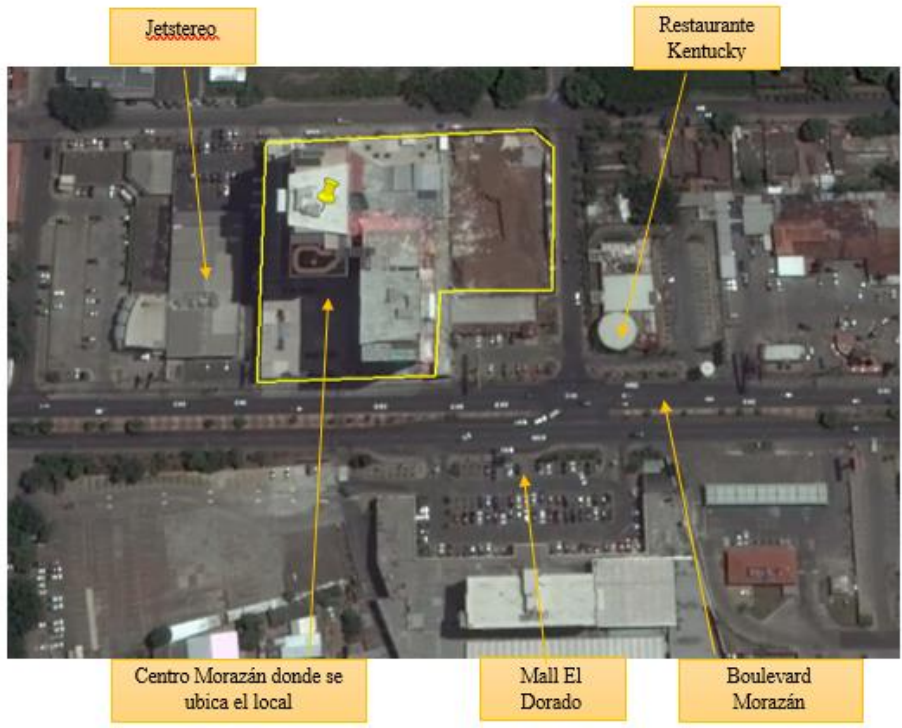 Jetstereo
Restaurante
Kentucky
Centro Morazán donde se
ubica el local
Mall El
Dorado
Boulevard
Morazán